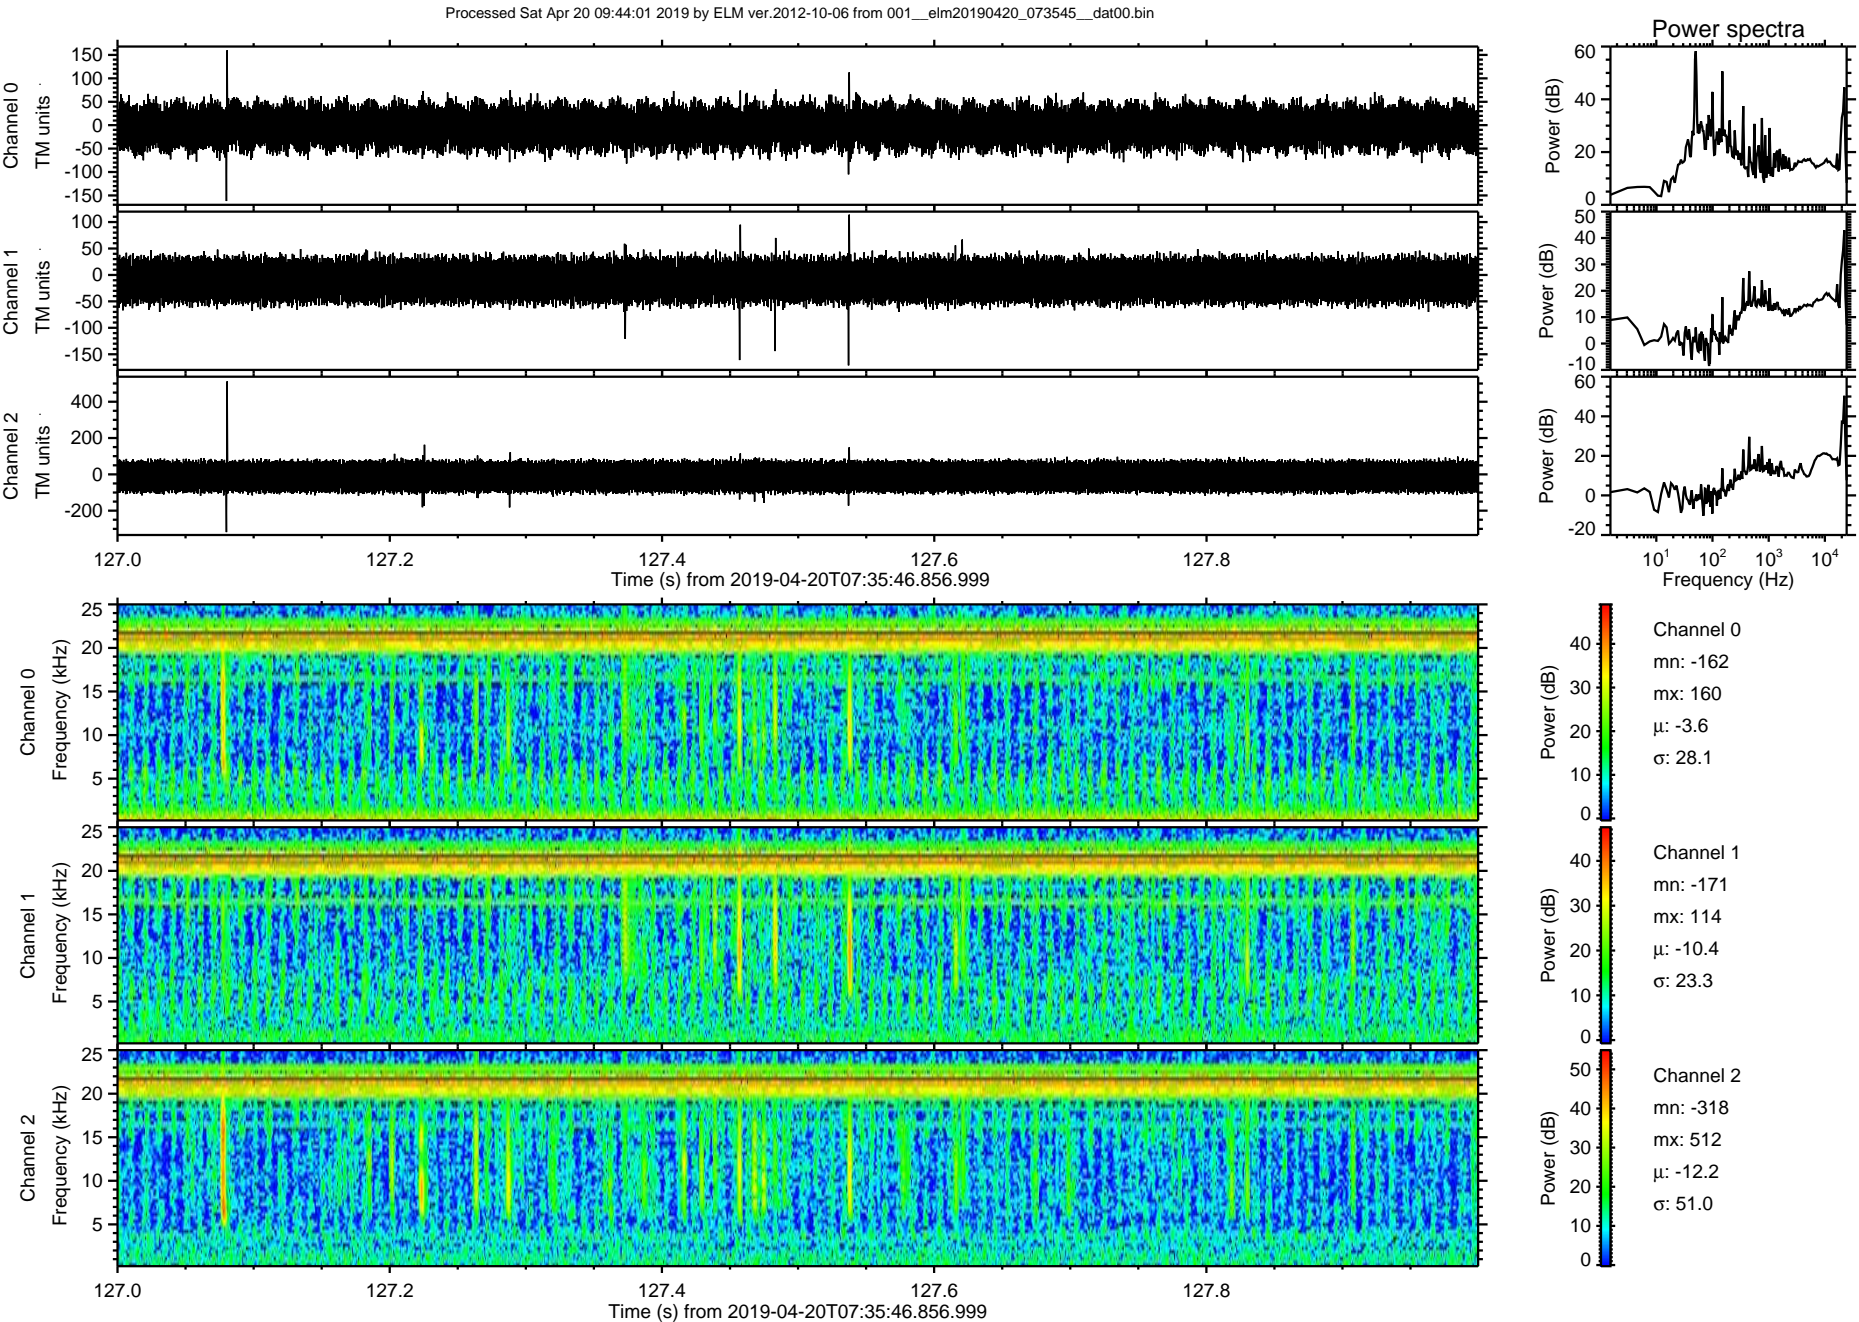 Processed Sat Apr 20 09:44:01 2019 by ELM ver.2012-10-06 from 001__elm20190420_073545__dat00.bin
Power spectra
Channel 0
TM units
150
100
50
0
-50
-100
-150
Power (dB)
60
40
20
0
Channel 1
TM units
100
50
0
-50
-100
-150
Power (dB)
50
40
30
20
10
0
-10
Channel 2
TM units
400
200
0
-200
Power (dB)
60
40
20
0
-20
127.0 127.2 127.4 127.6 127.8
Time (s) from 2019-04-20T07:35:46.856.999
10¹ 10² 10³ 10⁴
Frequency (Hz)
Channel 0
Frequency (kHz)
25
20
15
10
5
Power (dB)
40
30
20
10
0
Channel 0
mn: -162
mx: 160
μ: -3.6
σ: 28.1
Channel 1
Frequency (kHz)
25
20
15
10
5
Power (dB)
40
30
20
10
0
Channel 1
mn: -171
mx: 114
μ: -10.4
σ: 23.3
Channel 2
Frequency (kHz)
25
20
15
10
5
Power (dB)
50
40
30
20
10
0
Channel 2
mn: -318
mx: 512
μ: -12.2
σ: 51.0
127.0 127.2 127.4 127.6 127.8
Time (s) from 2019-04-20T07:35:46.856.999